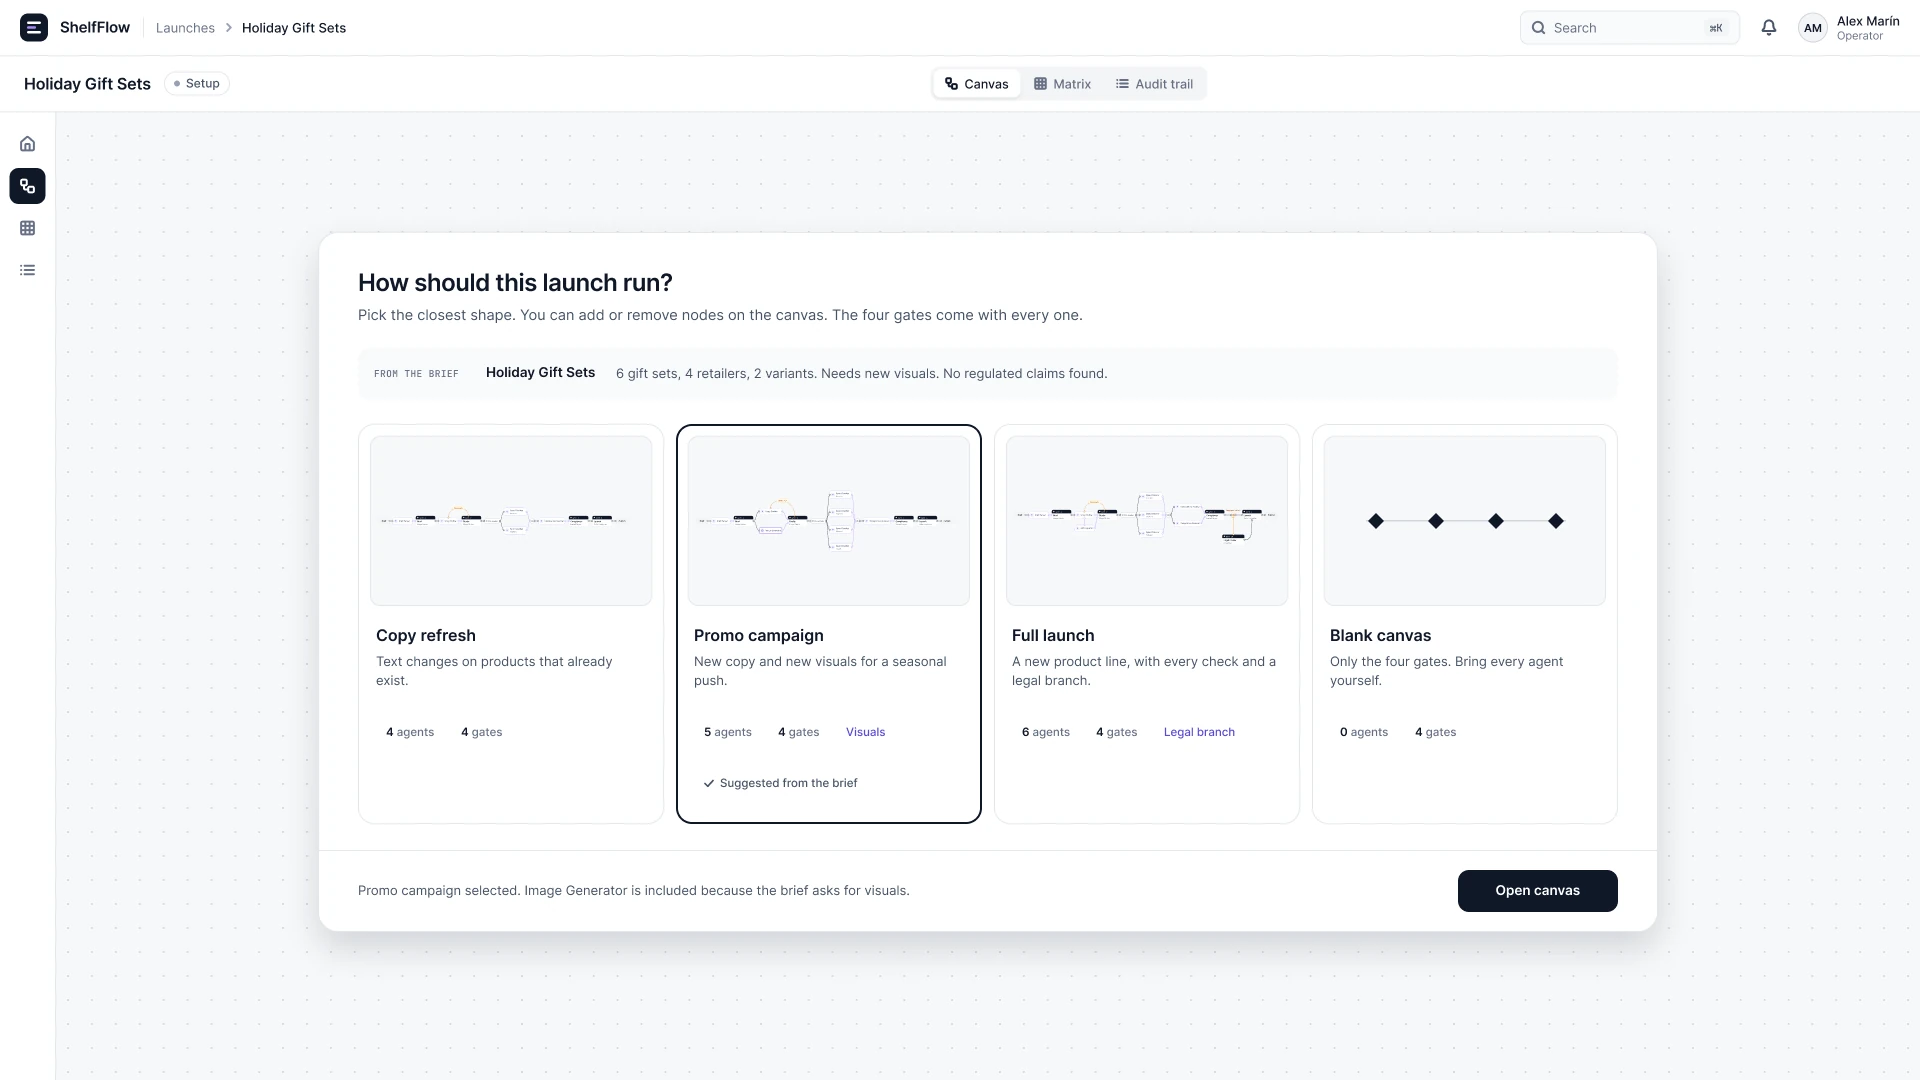 ShelfFlow
Launches
Holiday Gift Sets
Search
⌘K
AM
Alex Marín
Operator
Holiday Gift Sets
Setup
Canvas
Matrix
Audit trail
How should this launch run?
Pick the closest shape. You can add or remove nodes on the canvas. The four gates come with every one.
FROM THE BRIEF
Holiday Gift Sets
6 gift sets, 4 retailers, 2 variants. Needs new visuals. No regulated claims found.
Copy refresh
Text changes on products that already
exist.
4 agents
4 gates
Promo campaign
New copy and new visuals for a seasonal
push.
5 agents
4 gates
Visuals
Suggested from the brief
Full launch
A new product line, with every check and a
legal branch.
6 agents
4 gates
Legal branch
Blank canvas
Only the four gates. Bring every agent
yourself.
0 agents
4 gates
Promo campaign selected. Image Generator is included because the brief asks for visuals.
Open canvas